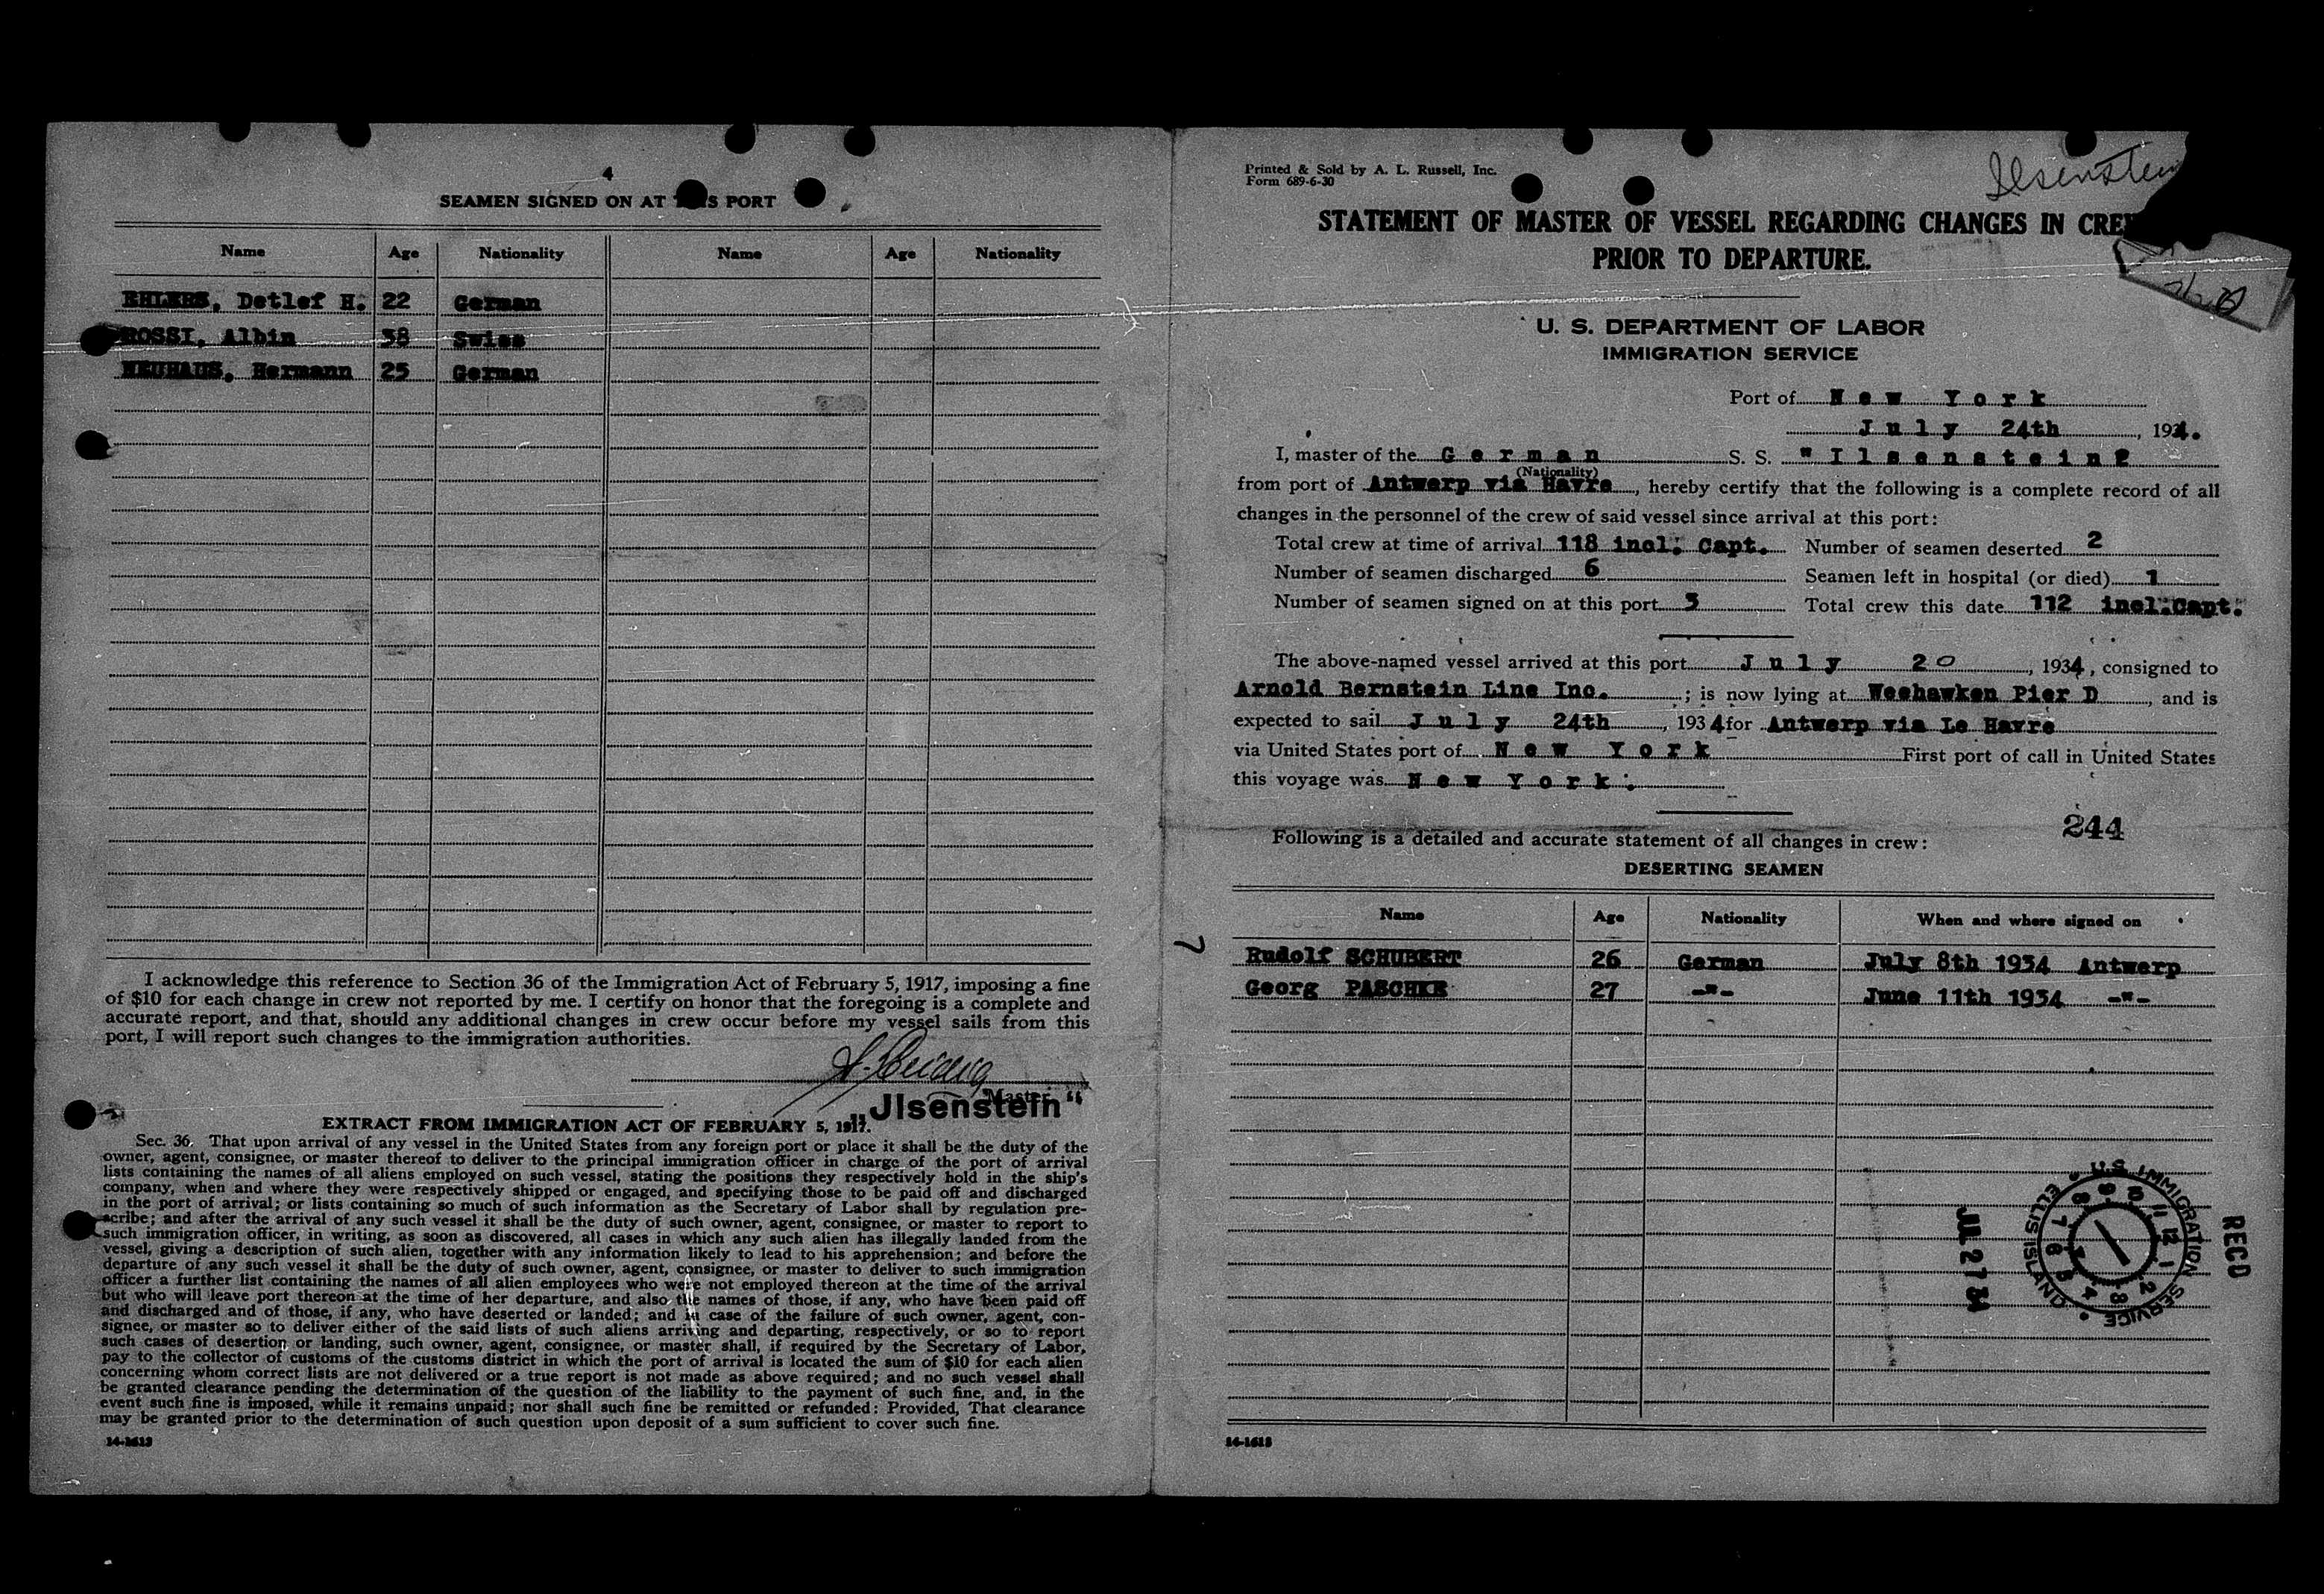 4
SEAMEN SIGNED ON AT THIS PORT
Name Age Nationality Name Age Nationality
EHLERS, Detlef H. 22 German
ROSSI, Albin 38 Swiss
NEUHAUS, Hermann 25 German
I acknowledge this reference to Section 36 of the Immigration Act of February 5, 1917, imposing a fine
of $10 for each change in crew not reported by me. I certify on honor that the foregoing is a complete and
accurate report, and that, should any additional changes in crew occur before my vessel sails from this
port, I will report such changes to the immigration authorities.
Master
„Jlsenstein“
EXTRACT FROM IMMIGRATION ACT OF FEBRUARY 5, 1917.
Sec. 36. That upon arrival of any vessel in the United States from any foreign port or place it shall be the duty of the
owner, agent, consignee, or master thereof to deliver to the principal immigration officer in charge of the port of arrival
lists containing the names of all aliens employed on such vessel, stating the positions they respectively hold in the ship's
company, when and where they were respectively shipped or engaged, and specifying those to be paid off and discharged
in the port of arrival; or lists containing so much of such information as the Secretary of Labor shall by regulation pre-
scribe; and after the arrival of any such vessel it shall be the duty of such owner, agent, consignee, or master to report to
such immigration officer, in writing, as soon as discovered, all cases in which any such alien has illegally landed from the
vessel, giving a description of such alien, together with any information likely to lead to his apprehension; and before the
departure of any such vessel it shall be the duty of such owner, agent, consignee, or master to deliver to such immigration
officer a further list containing the names of all alien employees who were not employed thereon at the time of the arrival
but who will leave port thereon at the time of her departure, and also the names of those, if any, who have been paid off
and discharged and of those, if any, who have deserted or landed; and in case of the failure of such owner, agent, con-
signee, or master so to deliver either of the said lists of such aliens arriving and departing, respectively, or so to report
such cases of desertion or landing, such owner, agent, consignee, or master shall, if required by the Secretary of Labor,
pay to the collector of customs of the customs district in which the port of arrival is located the sum of $10 for each alien
concerning whom correct lists are not delivered or a true report is not made as above required; and no such vessel shall
be granted clearance pending the determination of the question of the liability to the payment of such fine, and, in the
event such fine is imposed, while it remains unpaid; nor shall such fine be remitted or refunded: Provided, That clearance
may be granted prior to the determination of such question upon deposit of a sum sufficient to cover such fine.
14-1613
Printed & Sold by A. L. Russell, Inc.
Form 689-6-30
Ilsenstein
STATEMENT OF MASTER OF VESSEL REGARDING CHANGES IN CREW
PRIOR TO DEPARTURE.
U. S. DEPARTMENT OF LABOR
IMMIGRATION SERVICE
Port of New York
July 24th, 1934.
I, master of the German S. S. "Ilsenstein"
(Nationality)
from port of Antwerp via Havre, hereby certify that the following is a complete record of all
changes in the personnel of the crew of said vessel since arrival at this port:
Total crew at time of arrival 118 incl. Capt. Number of seamen deserted 2
Number of seamen discharged 6 Seamen left in hospital (or died) 1
Number of seamen signed on at this port 3 Total crew this date 112 incl.Capt.
The above-named vessel arrived at this port July 20, 1934, consigned to
Arnold Bernstein Line Inc. ; is now lying at Weehawken Pier D, and is
expected to sail July 24th, 1934 for Antwerp via Le Havre
via United States port of New York First port of call in United States
this voyage was New York.
244
Following is a detailed and accurate statement of all changes in crew:
DESERTING SEAMEN
Name Age Nationality When and where signed on
7
Rudolf SCHUBERT 26 German July 8th 1934 Antwerp
Georg PASCHKE 27 -"- June 11th 1934 -"-
U.S. IMMIGRATION SERVICE
ELLIS ISLAND
8 9 10 11 12 1 2 3 4 5 6 7
JUL 27 34
RECD
14-1613